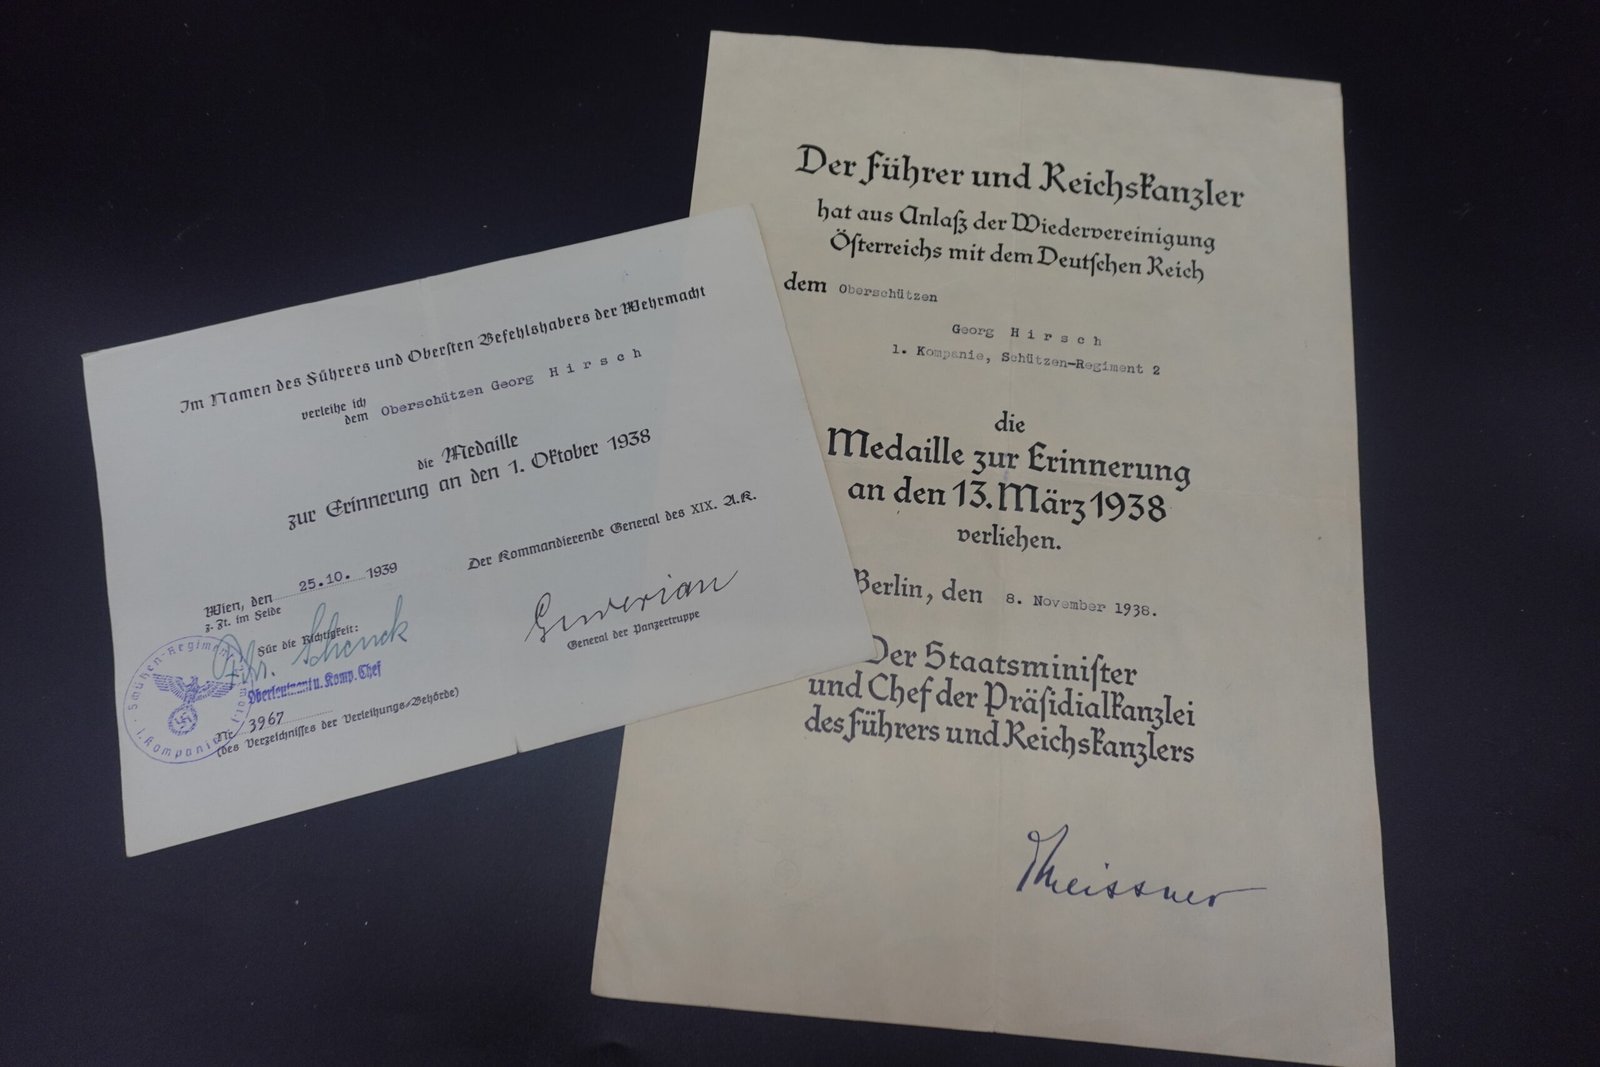 Im Namen des Führers und Obersten Befehlshabers der Wehrmacht
verleihe ich
dem Oberschützen Georg Hirsch
die Medaille
zur Erinnerung an den 1. Oktober 1938
Wien, den 25.10. 1939
z. Zt. im Felde
Der Kommandierende General des XIX. A.K.
Guderian
General der Panzertruppe
Für die Richtigkeit:
Schenck
Oberleutnant u. Komp. Chef
Nr. 3967
(des Verzeichnisses der Verleihungs-Behörde)
Der Führer und Reichskanzler
hat aus Anlaß der Wiedervereinigung
Österreichs mit dem Deutschen Reich
dem Oberschützen
Georg Hirsch
1. Kompanie, Schützen-Regiment 2
die
Medaille zur Erinnerung
an den 13. März 1938
verliehen.
Berlin, den 8. November 1938.
Der Staatsminister
und Chef der Präsidialkanzlei
des Führers und Reichskanzlers
Meissner